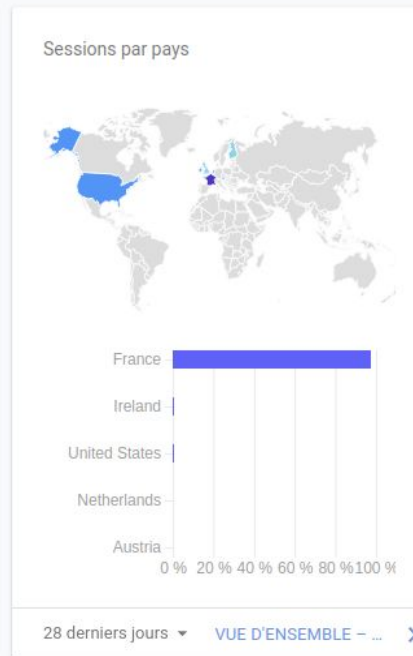 Sessions par pays
France
Ireland
United States
Netherlands
Austria
0 % 20 % 40 % 60 % 80 % 100 %
28 derniers jours VUE D'ENSEMBLE – ...